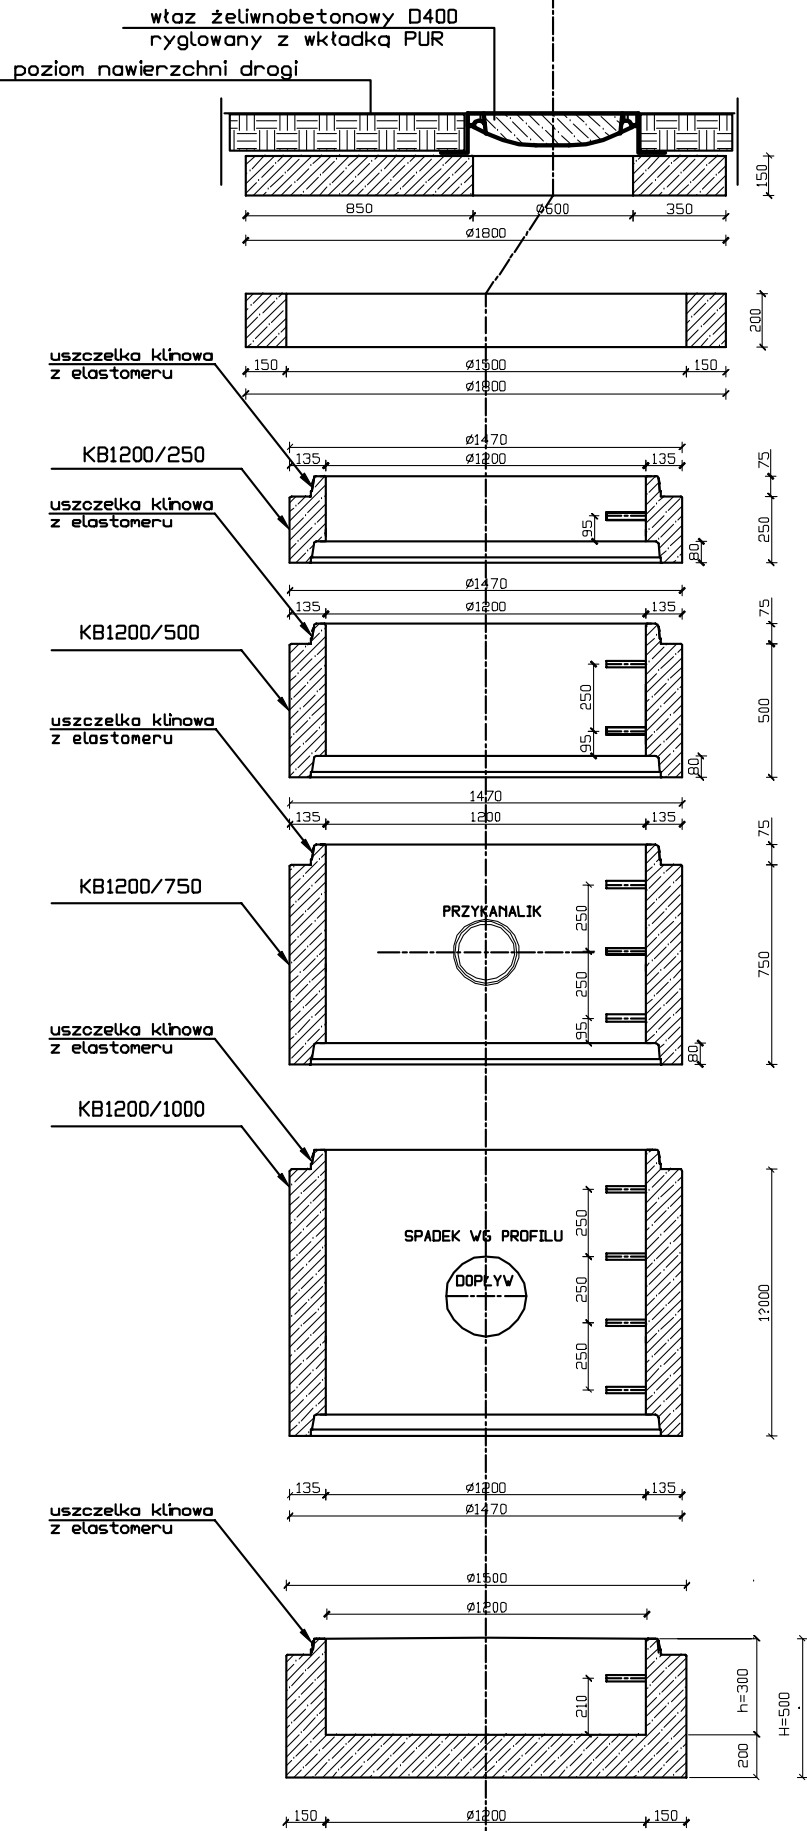 właz żeliwnobetonowy D400
ryglowany z wkładką PUR
poziom nawierzchni drogi
150
850
ø600
350
ø1800
200
150
ø1500
150
ø1800
uszczelka klinowa
z elastomeru
KB1200/250
ø1470
135
ø1200
135
75
95
80
250
uszczelka klinowa
z elastomeru
KB1200/500
ø1470
135
ø1200
135
75
250
95
80
500
uszczelka klinowa
z elastomeru
KB1200/750
1470
135
1200
135
75
PRZYKANALIK
250
250
95
80
750
uszczelka klinowa
z elastomeru
KB1200/1000
SPADEK WG PROFILU
DOPŁYW
250
250
250
135
ø1200
135
ø1470
uszczelka klinowa
z elastomeru
ø1500
ø1200
210
h=300
200
H=500
150
ø1200
150